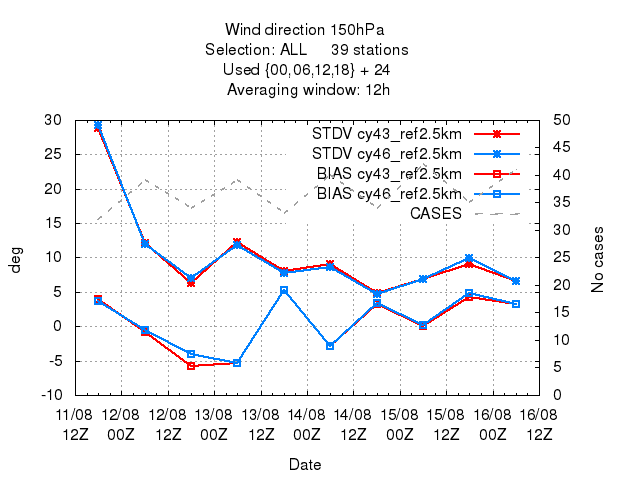 Wind direction 150hPa
Selection: ALL 39 stations
Used {00,06,12,18} + 24
Averaging window: 12h
30 50
25 45
20 40
15 35
10 30
5 25
0 20
-5 15
-10 10
5
0
STDV cy43_ref2.5km
STDV cy46_ref2.5km
BIAS cy43_ref2.5km
BIAS cy46_ref2.5km
CASES
deg
No cases
11/08 12/08 12/08 13/08 13/08 14/08 14/08 15/08 15/08 16/08 16/08
12Z 00Z 12Z 00Z 12Z 00Z 12Z 00Z 12Z 00Z 12Z
Date